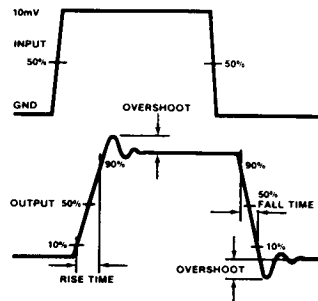 10mV
INPUT
50%
50%
GND
OVERSHOOT
90%
90%
OUTPUT
50%
50%
FALL TIME
10%
10%
RISE TIME
OVERSHOOT